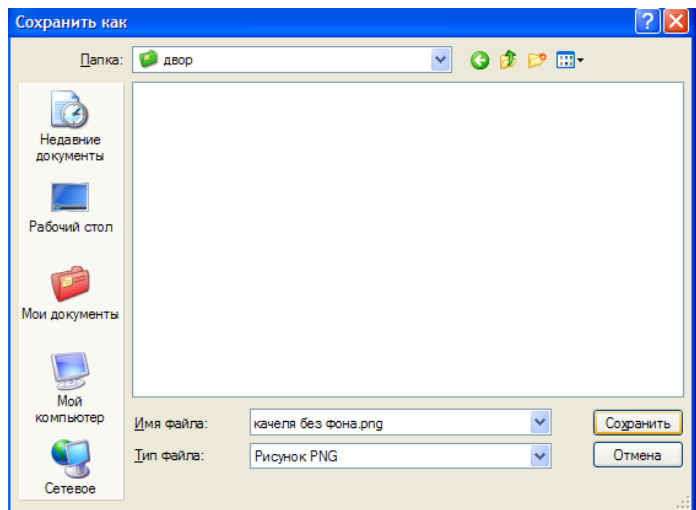 Сохранить как
Папка:
двор
Недавние
документы
Рабочий стол
Мои документы
Мой
компьютер
Сетевое
Имя файла:
качеля без фона.png
Сохранить
Тип файла:
Рисунок PNG
Отмена